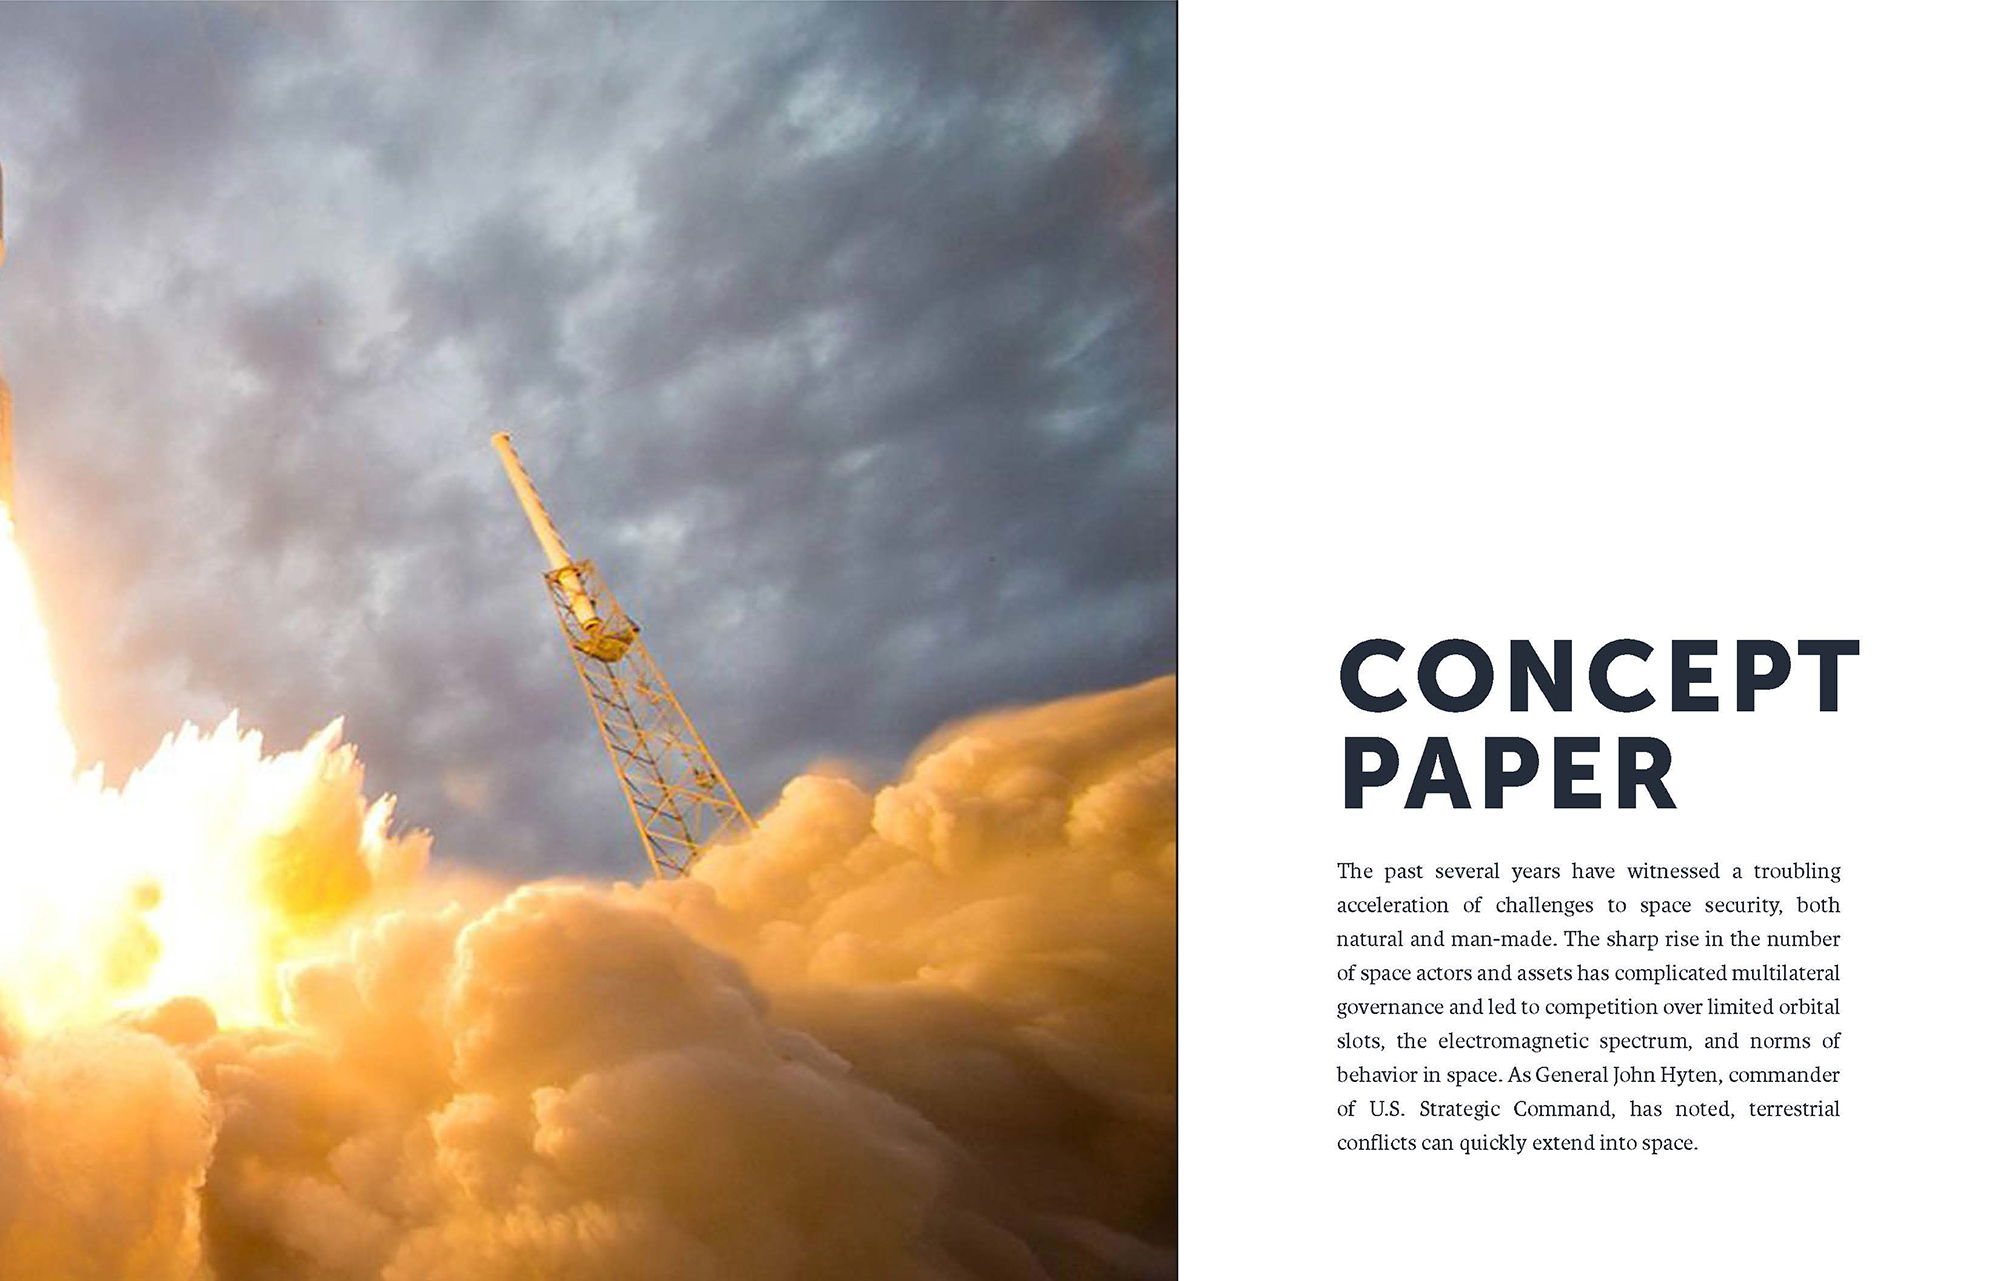 CONCEPT
PAPER
The past several years have witnessed a troubling
acceleration of challenges to space security, both
natural and man-made. The sharp rise in the number
of space actors and assets has complicated multilateral
governance and led to competition over limited orbital
slots, the electromagnetic spectrum, and norms of
behavior in space. As General John Hyten, commander
of U.S. Strategic Command, has noted, terrestrial
conflicts can quickly extend into space.